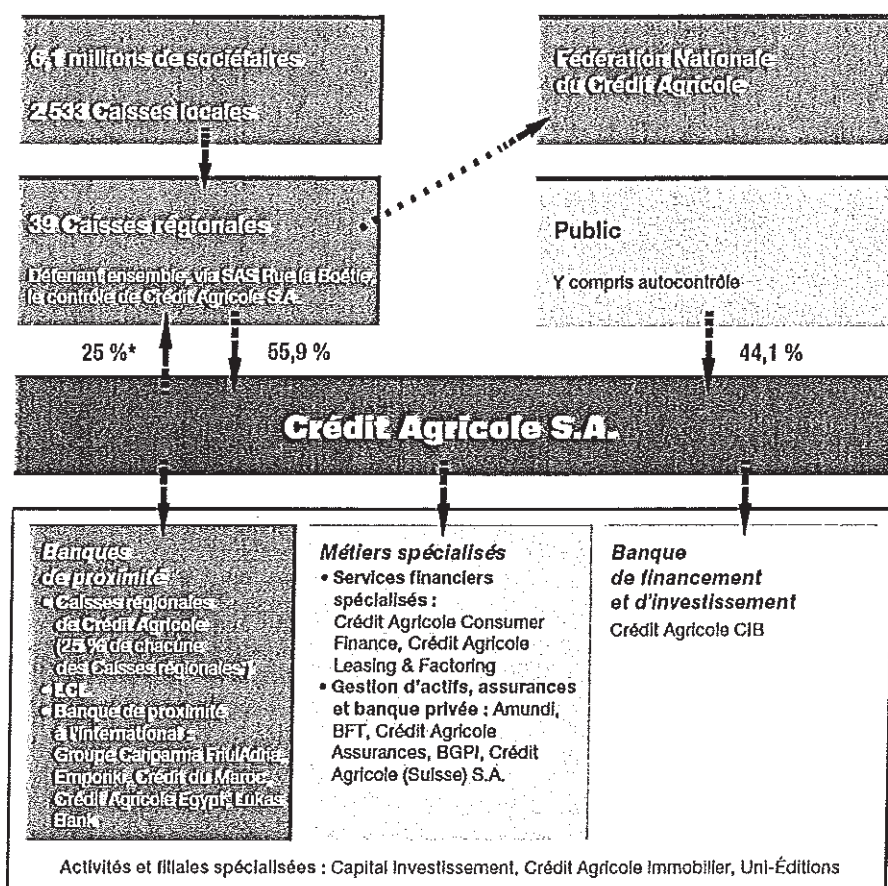 6,1 millions de sociétaires
2 533 Caisses locales
Fédération Nationale
du Crédit Agricole
39 Caisses régionales
Détenant ensemble, via SAS Rue la Boétie,
le contrôle de Crédit Agricole S.A.
Public
Y compris autocontrôle
25 %*
55,9 %
44,1 %
Crédit Agricole S.A.
Banques
de proximité
• Caisses régionales
de Crédit Agricole
(25 % de chacune
des Caisses régionales*)
• LCL
• Banque de proximité
à l'international :
Groupe Cariparma FriulAdria,
Emporiki, Crédit du Maroc,
Crédit Agricole Egypt, Lukas
Bank
Métiers spécialisés
• Services financiers
spécialisés :
Crédit Agricole Consumer
Finance, Crédit Agricole
Leasing & Factoring
• Gestion d'actifs, assurances
et banque privée : Amundi,
BFT, Crédit Agricole
Assurances, BGPI, Crédit
Agricole (Suisse) S.A.
Banque
de financement
et d'investissement
Crédit Agricole CIB
Activités et filiales spécialisées : Capital Investissement, Crédit Agricole Immobilier, Uni-Éditions